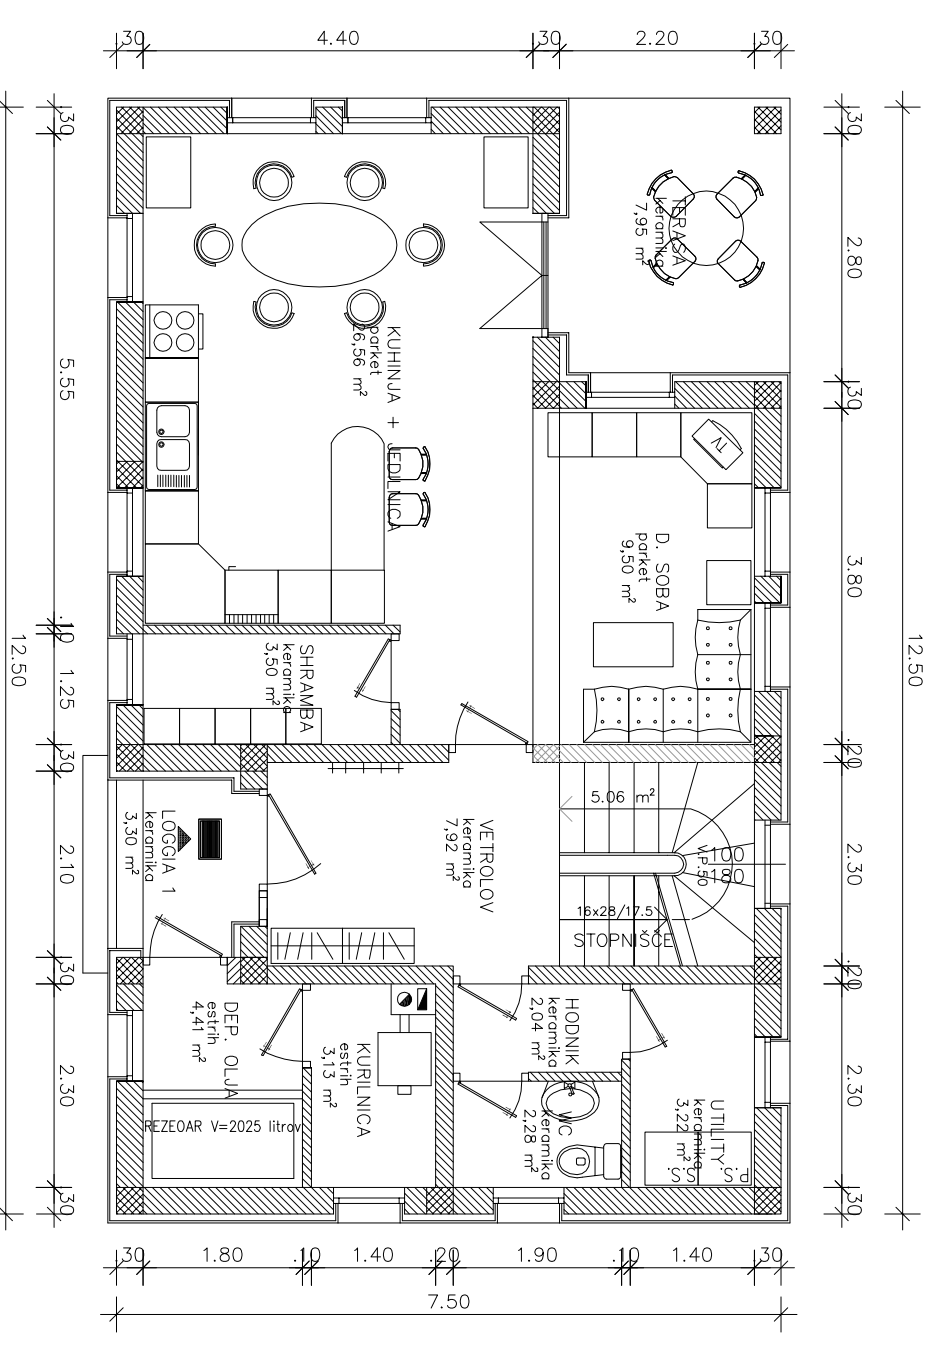 .30
4.40
.30
2.20
.30
.30
2.80
.30
3.80
.20
2.30
.20
2.30
.30
12.50
.30
5.55
.10
1.25
.30
2.10
.30
2.30
.30
12.50
TERASA
keramika
7,95 m²
KUHINJA + JEDILNICA
parket
26,56 m²
TV
D. SOBA
parket
9,50 m²
SHRAMBA
keramika
3,50 m²
5.06 m²
LOGGIA 1
keramika
3,30 m²
VETROLOV
keramika
7,92 m²
100
180
V.P.50
16x28/17.5
STOPNIŠČE
DEP. OLJA
estrih
4,41 m²
KURILNICA
estrih
3,13 m²
HODNIK
keramika
2,04 m²
WC
keramika
2,28 m²
UTILITY
keramika
3,22 m²
P.S.
S.S.
REZEOAR V=2025 litrov
.30
1.80
.10
1.40
.20
1.90
.10
1.40
.30
7.50